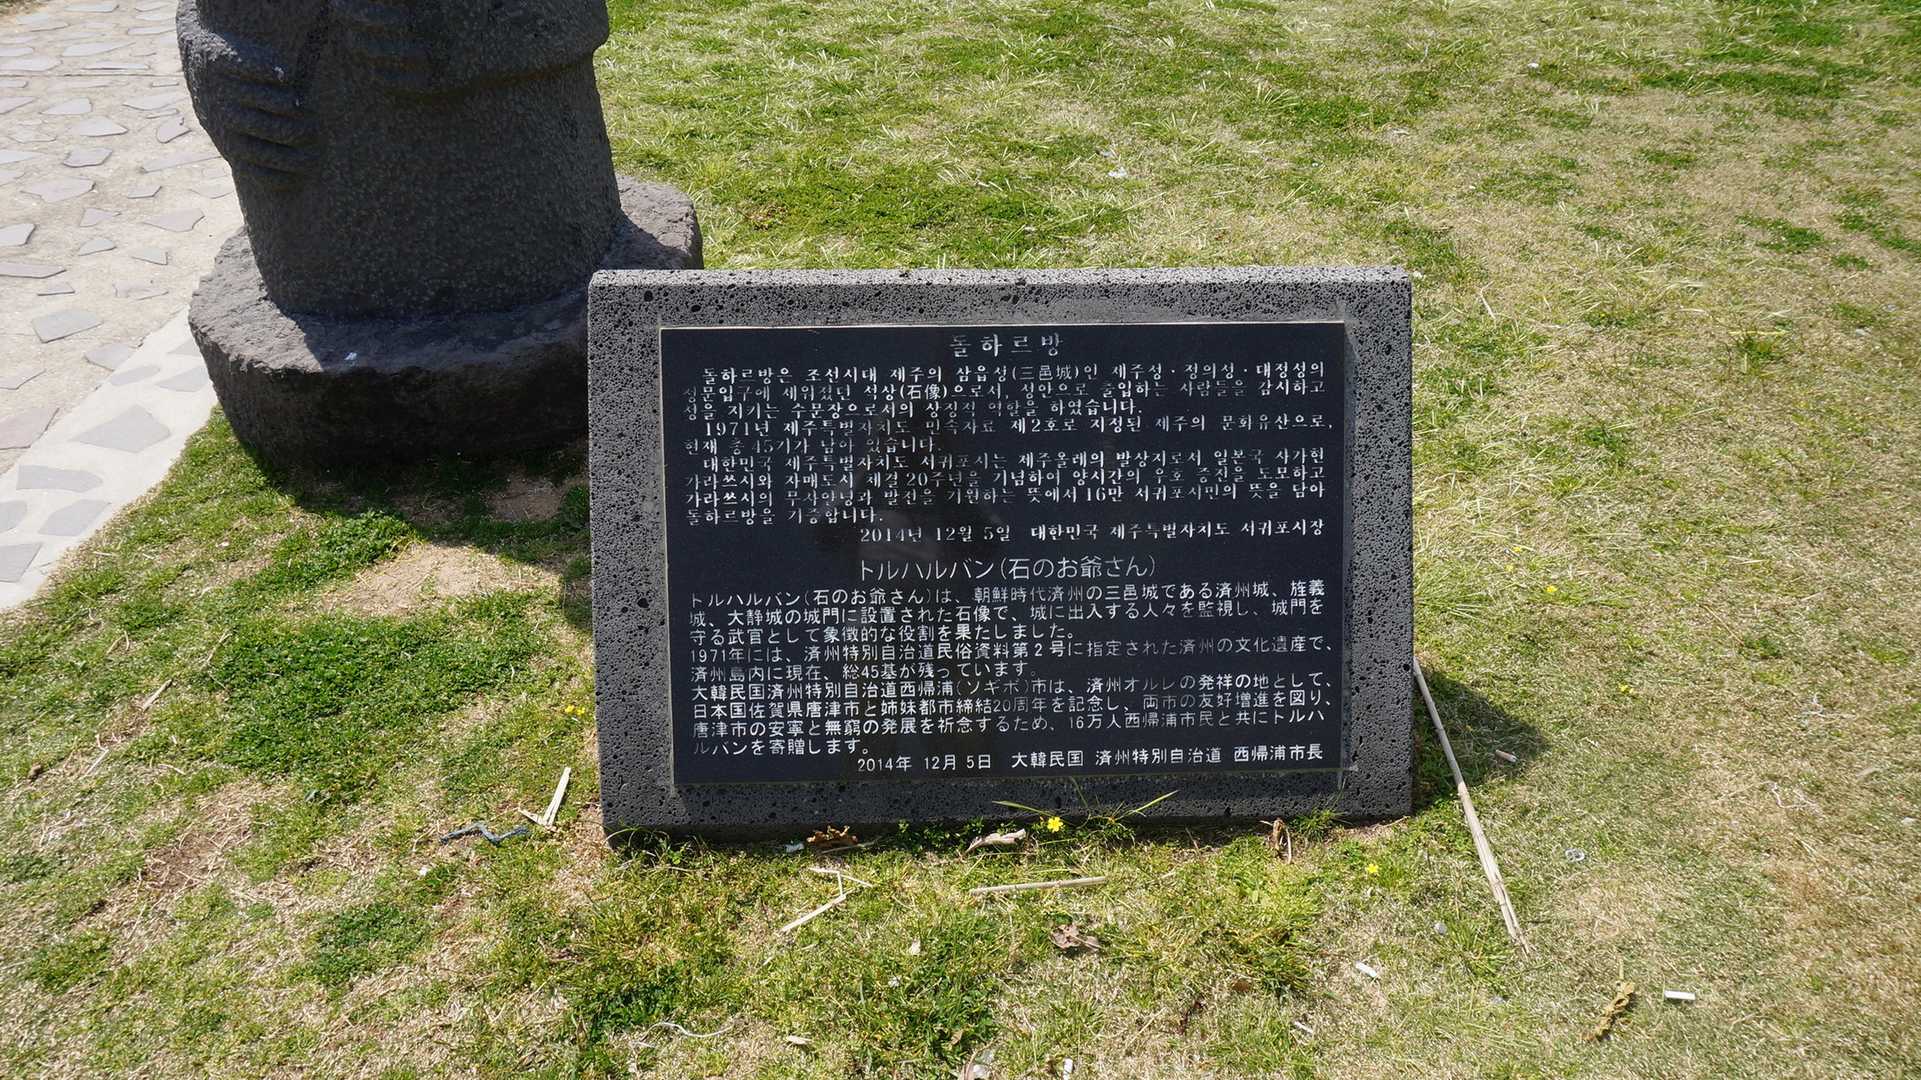 돌하르방
돌하르방은 조선시대 제주의 삼읍성(三邑城)인 제주성·정의성·대정성의
성문입구에 세워졌던 석상(石像)으로서, 성안으로 출입하는 사람들을 감시하고
성을 지키는 수문장으로서의 상징적 역할을 하였습니다.
1971년 제주특별자치도 민속자료 제2호로 지정된 제주의 문화유산으로,
현재 총 45기가 남아 있습니다.
대한민국 제주특별자치도 서귀포시는 제주올레의 발상지로서 일본국 사가현
가라쓰시와 자매도시 체결 20주년을 기념하여 양시간의 우호 증진을 도모하고
가라쓰시의 무사안녕과 발전을 기원하는 뜻에서 16만 서귀포시민의 뜻을 담아
돌하르방을 기증합니다.
2014년 12월 5일 대한민국 제주특별자치도 서귀포시장
トルハルバン(石のお爺さん)
トルハルバン(石のお爺さん)は、朝鮮時代済州の三邑城である済州城、旌義
城、大静城の城門に設置された石像で、城に出入する人々を監視し、城門を
守る武官として象徴的な役割を果たしました。
1971年には、済州特別自治道民俗資料第2号に指定された済州の文化遺産で、
済州島内に現在、総45基が残っています。
大韓民国済州特別自治道西帰浦(ソギポ)市は、済州オルレの発祥の地として、
日本国佐賀県唐津市と姉妹都市締結20周年を記念し、両市の友好増進を図り、
唐津市の安寧と無窮の発展を祈念するため、16万人西帰浦市民と共にトルハ
ルバンを寄贈します。
2014年 12月 5日 大韓民国 済州特別自治道 西帰浦市長